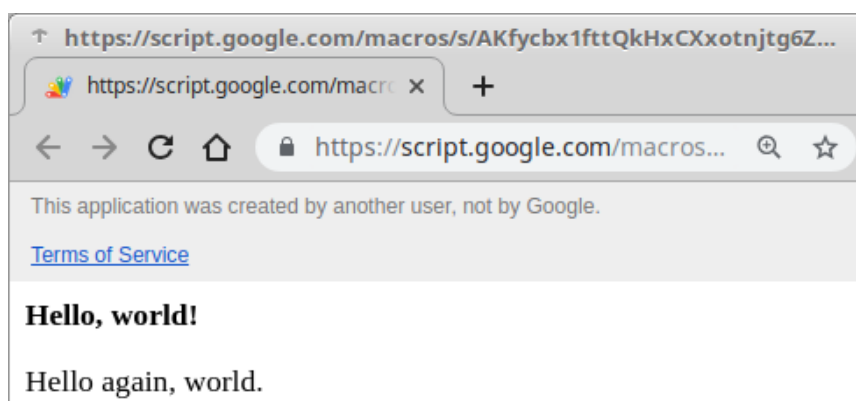 https://script.google.com/macros/s/AKfycbx1fttQkHxCXxotnjtg6Z...
https://script.google.com/macro
https://script.google.com/macros...
This application was created by another user, not by Google.
Terms of Service
Hello, world!
Hello again, world.